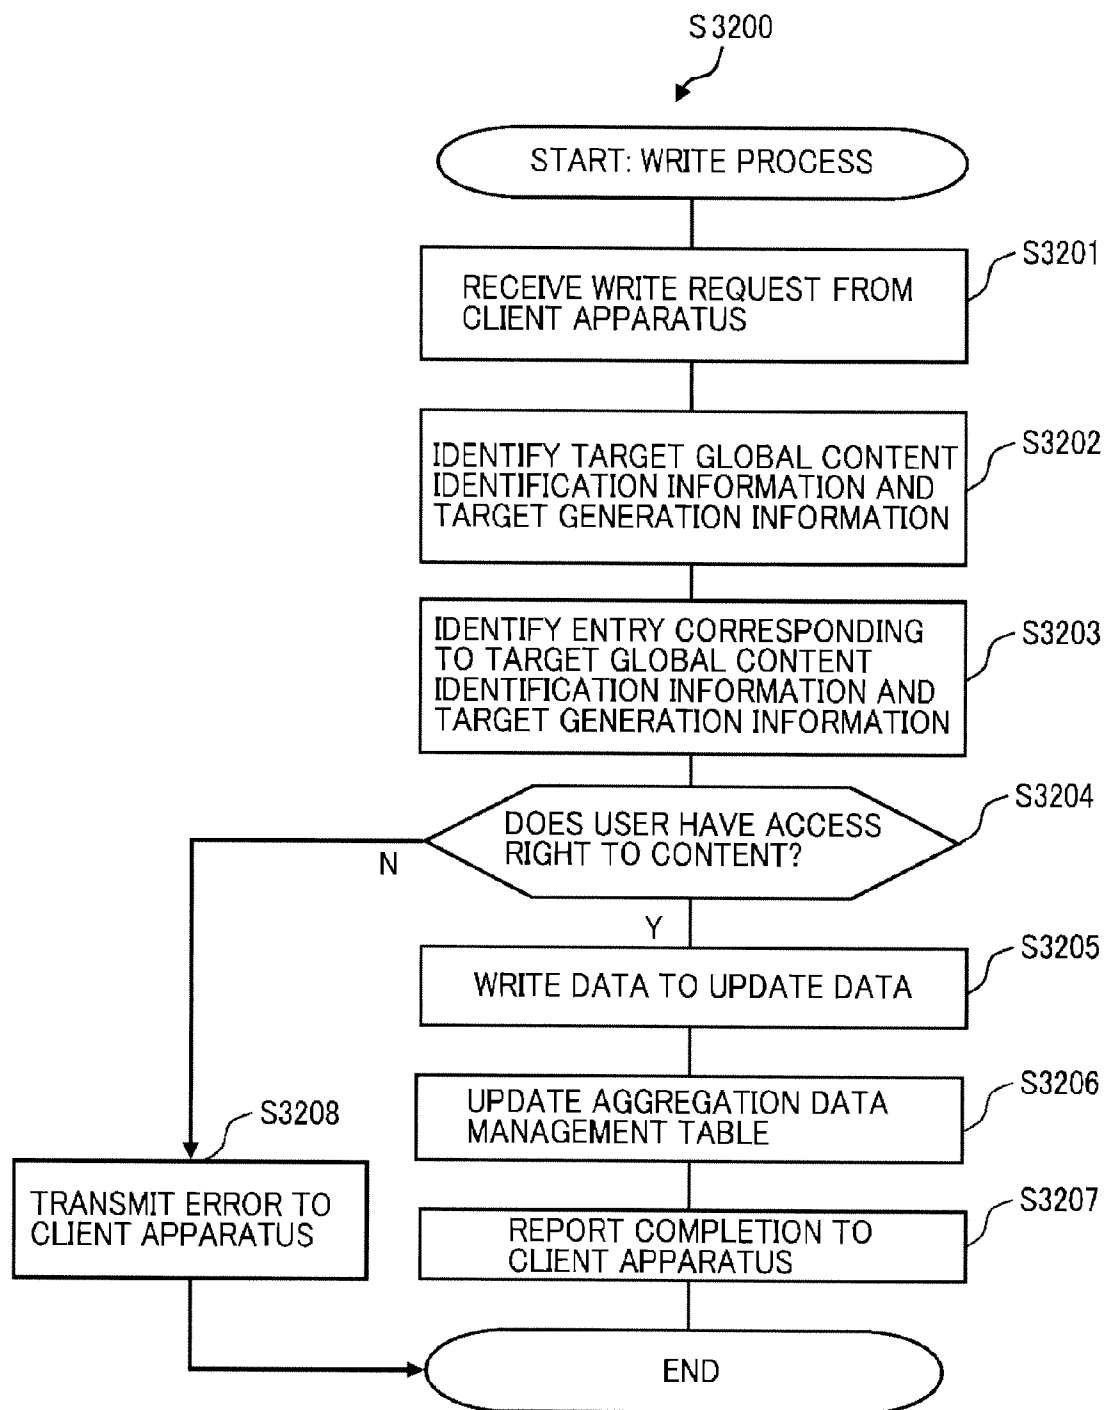 S3200
START: WRITE PROCESS
S3201
RECEIVE WRITE REQUEST FROM
CLIENT APPARATUS
S3202
IDENTIFY TARGET GLOBAL CONTENT
IDENTIFICATION INFORMATION AND
TARGET GENERATION INFORMATION
S3203
IDENTIFY ENTRY CORRESPONDING
TO TARGET GLOBAL CONTENT
IDENTIFICATION INFORMATION AND
TARGET GENERATION INFORMATION
S3204
DOES USER HAVE ACCESS
RIGHT TO CONTENT?
N
Y
S3205
WRITE DATA TO UPDATE DATA
S3206
UPDATE AGGREGATION DATA
MANAGEMENT TABLE
S3208
TRANSMIT ERROR TO
CLIENT APPARATUS
S3207
REPORT COMPLETION TO
CLIENT APPARATUS
END